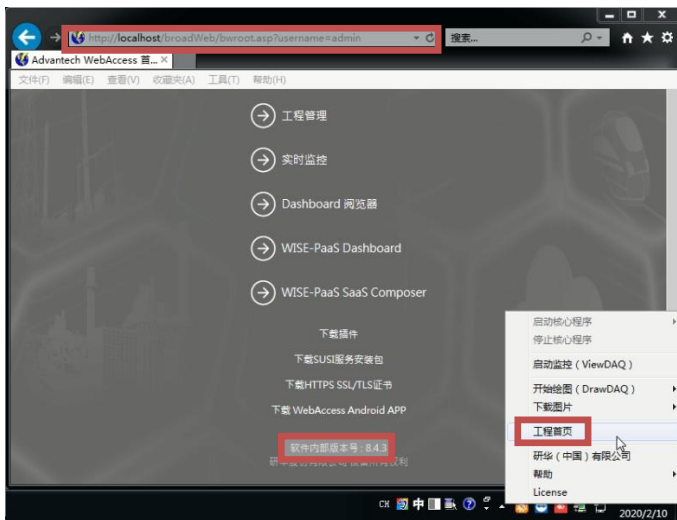 http://localhost/broadWeb/bwroot.asp?username=admin
搜索...
Advantech WebAccess 首...
文件(F) 编辑(E) 查看(V) 收藏夹(A) 工具(T) 帮助(H)
工程管理
实时监控
Dashboard 阅览器
WISE-PaaS Dashboard
WISE-PaaS SaaS Composer
下载插件
下载SUSI服务安装包
下载HTTPS SSL/TLS证书
下载 WebAccess Android APP
软件内部版本号 : 8.4.3
启动核心程序
停止核心程序
启动监控 ( ViewDAQ )
开始绘图 ( DrawDAQ )
下载图片
工程首页
研华 ( 中国 ) 有限公司
帮助
License
CH 中
2020/2/10